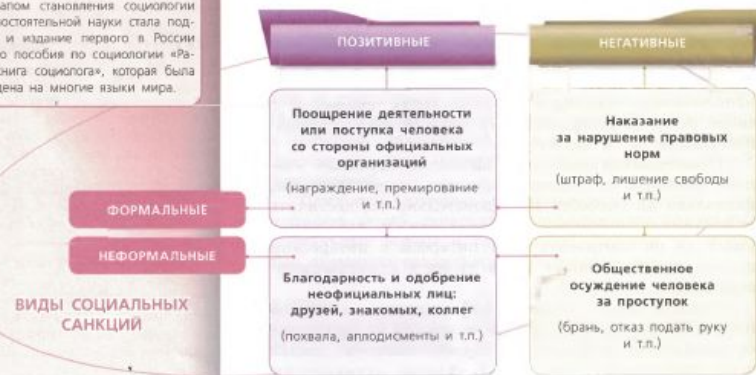 апом становления социологии
остоятельной науки стала под-
и издание первого в России
о пособия по социологии «Ра-
нига социолога», которая была
дена на многие языки мира.
ПОЗИТИВНЫЕ
НЕГАТИВНЫЕ
Поощрение деятельности
или поступка человека
со стороны официальных
организаций
(награждение, премирование
и т.п.)
Наказание
за нарушение правовых
норм
(штраф, лишение свободы
и т.п.)
ФОРМАЛЬНЫЕ
НЕФОРМАЛЬНЫЕ
Благодарность и одобрение
неофициальных лиц:
друзей, знакомых, коллег
(похвала, аплодисменты и т.п.)
Общественное
осуждение человека
за проступок
(брань, отказ подать руку
и т.п.)
ВИДЫ СОЦИАЛЬНЫХ
САНКЦИЙ